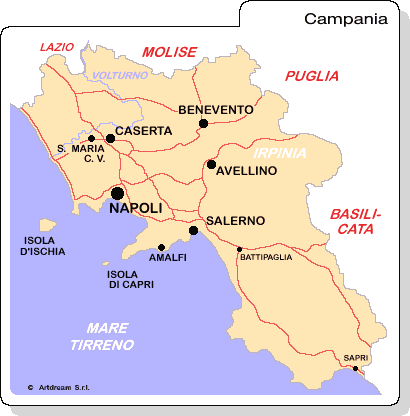 Campania
LAZIO
MOLISE
VOLTURNO
PUGLIA
BENEVENTO
CASERTA
S. MARIA
C. V.
IRPINIA
AVELLINO
NAPOLI
BASILI-
CATA
SALERNO
ISOLA
D'ISCHIA
AMALFI
BATTIPAGLIA
ISOLA
DI CAPRI
MARE
TIRRENO
SAPRI
© Artdream S.r.l.